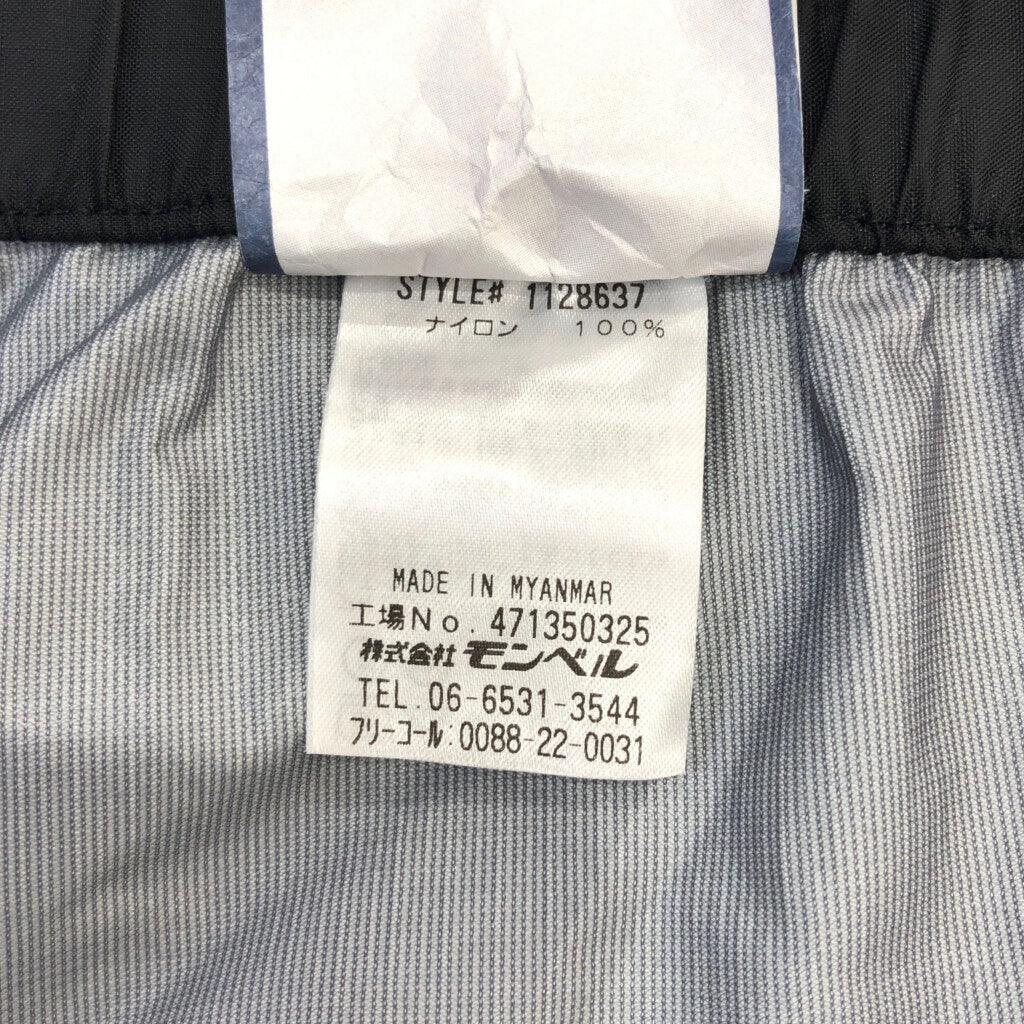 STYLE# 1128637
ナイロン 100%
MADE IN MYANMAR
工場No. 471350325
株式会社 モンベル
TEL.06-6531-3544
フリーコール:0088-22-0031